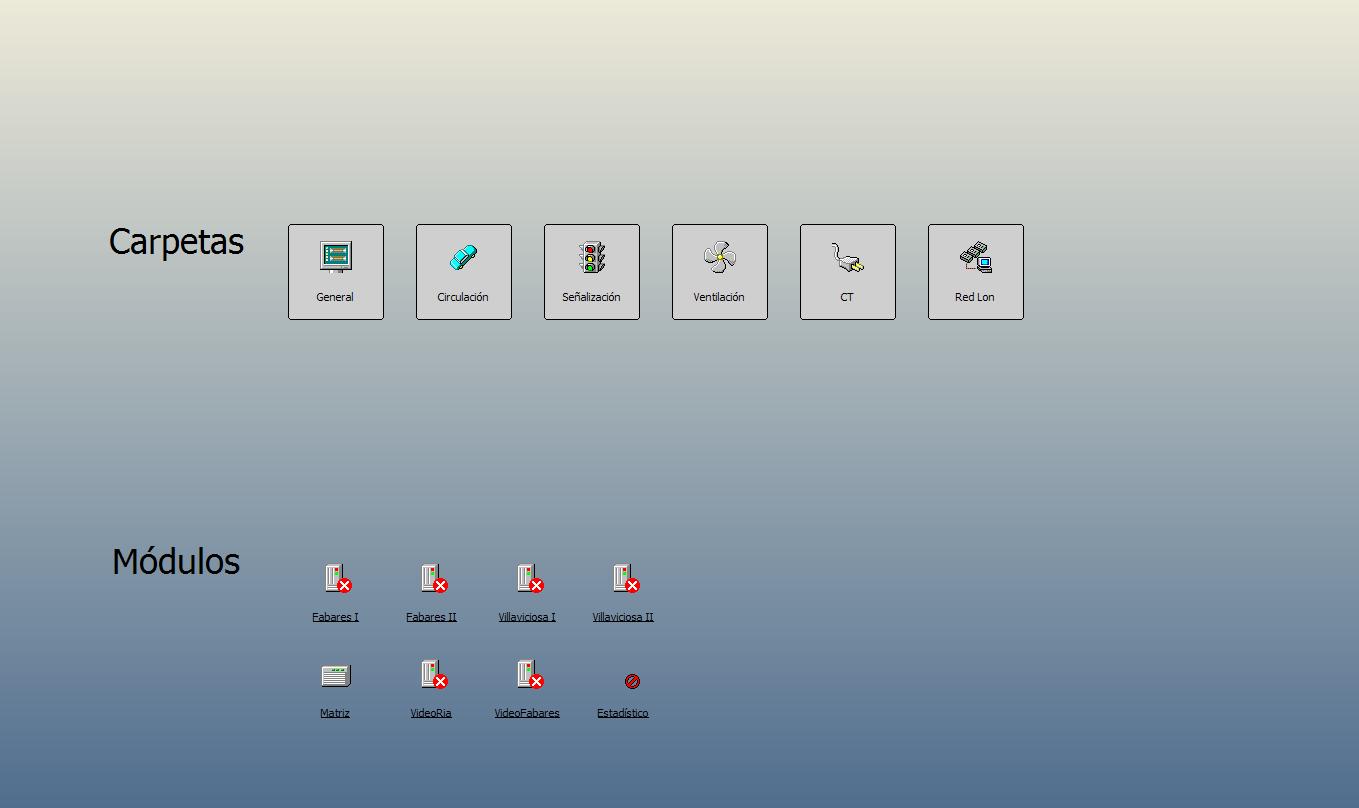 Carpetas
General
Circulación
Señalización
Ventilación
CT
Red Lon
Módulos
Fabares I
Fabares II
Villaviciosa I
Villaviciosa II
Matriz
VideoRia
VideoFabares
Estadístico